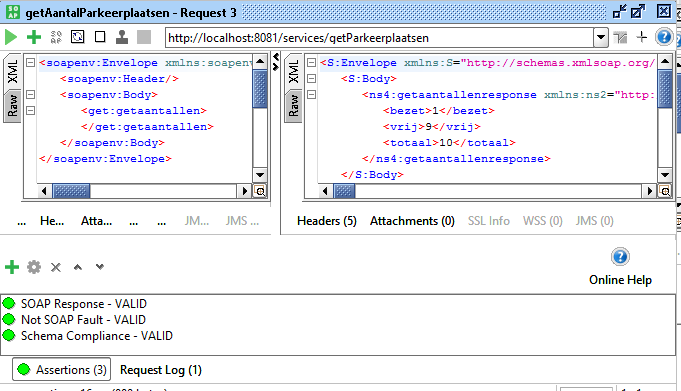 getAantalParkeerplaatsen - Request 3
http://localhost:8081/services/getParkeerplaatsen
XML
Raw
<soapenv:Envelope xmlns:soapenv
<soapenv:Header/>
<soapenv:Body>
<get:getaantallen>
</get:getaantallen>
</soapenv:Body>
</soapenv:Envelope>
XML
Raw
<S:Envelope xmlns:S="http://schemas.xmlsoap.org/
<S:Body>
<ns4:getaantallenresponse xmlns:ns2="http:
<bezet>1</bezet>
<vrij>9</vrij>
<totaal>10</totaal>
</ns4:getaantallenresponse>
</S:Body>
... He... Atta... ... ... JM... JMS ...
Headers (5) Attachments (0) SSL Info WSS (0) JMS (0)
Online Help
SOAP Response - VALID
Not SOAP Fault - VALID
Schema Compliance - VALID
Assertions (3) Request Log (1)